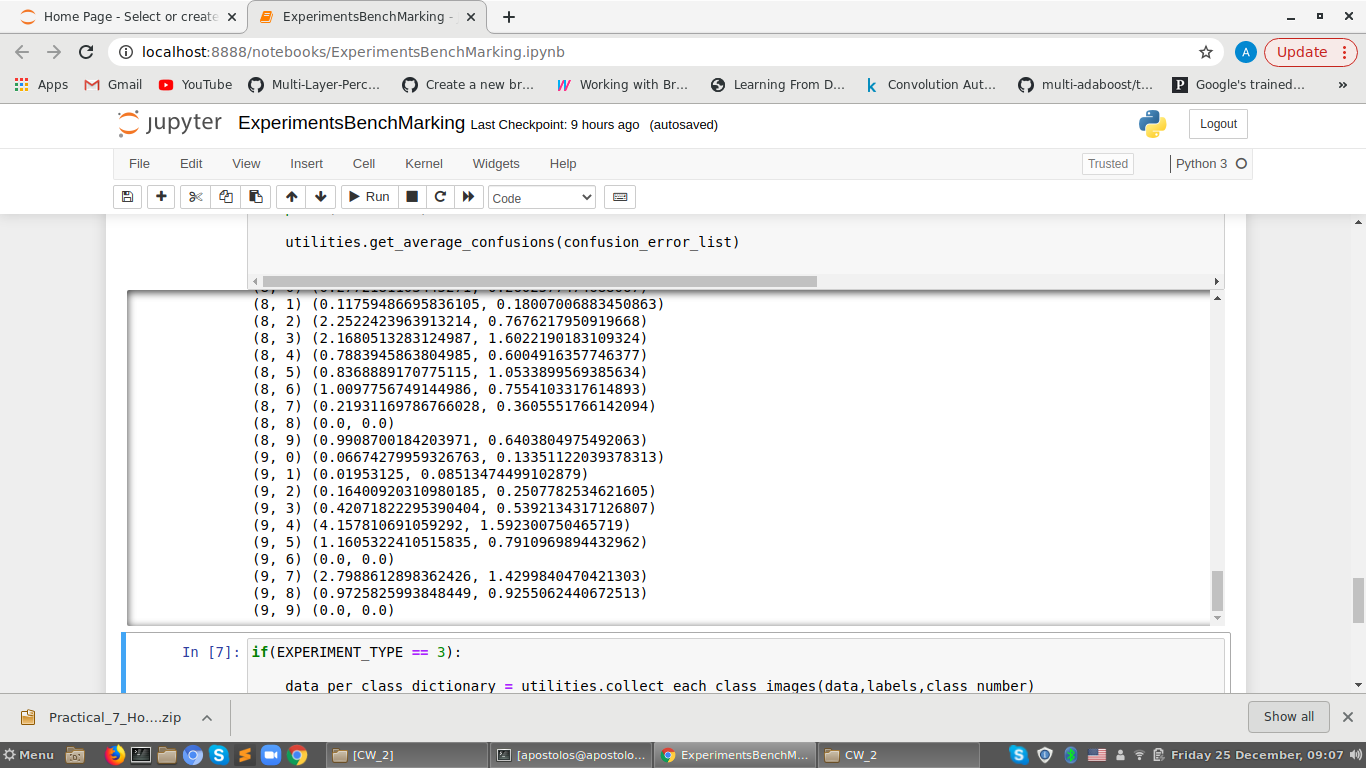 Home Page - Select or create
ExperimentsBenchMarking -
localhost:8888/notebooks/ExperimentsBenchMarking.ipynb
A
Update
Apps
Gmail
YouTube
Multi-Layer-Perc…
Create a new br…
Working with Br…
Learning From D…
Convolution Aut…
multi-adaboost/t…
Google's trained…
»
jupyter ExperimentsBenchMarking Last Checkpoint: 9 hours ago (autosaved)
Logout
File Edit View Insert Cell Kernel Widgets Help
Trusted
Python 3
Run
Code
utilities.get_average_confusions(confusion_error_list)
(8, 1) (0.11759486695836105, 0.18007006883450863)
(8, 2) (2.2522423963913214, 0.7676217950919668)
(8, 3) (2.1680513283124987, 1.6022190183109324)
(8, 4) (0.7883945863804985, 0.6004916357746377)
(8, 5) (0.8368889170775115, 1.0533899569385634)
(8, 6) (1.0097756749144986, 0.7554103317614893)
(8, 7) (0.21931169786766028, 0.3605551766142094)
(8, 8) (0.0, 0.0)
(8, 9) (0.9908700184203971, 0.6403804975492063)
(9, 0) (0.06674279959326763, 0.13351122039378313)
(9, 1) (0.01953125, 0.08513474499102879)
(9, 2) (0.16400920310980185, 0.2507782534621605)
(9, 3) (0.42071822295390404, 0.5392134317126807)
(9, 4) (4.157810691059292, 1.592300750465719)
(9, 5) (1.1605322410515835, 0.7910969894432962)
(9, 6) (0.0, 0.0)
(9, 7) (2.7988612898362426, 1.4299840470421303)
(9, 8) (0.9725825993848449, 0.9255062440672513)
(9, 9) (0.0, 0.0)
In [7]: if(EXPERIMENT_TYPE == 3):
data_per_class_dictionary = utilities.collect_each_class_images(data,labels,class_number)
Practical_7_Ho....zip
Show all
Menu
[CW_2]
[apostolos@apostolo...
ExperimentsBenchM...
CW_2
Friday 25 December, 09:07